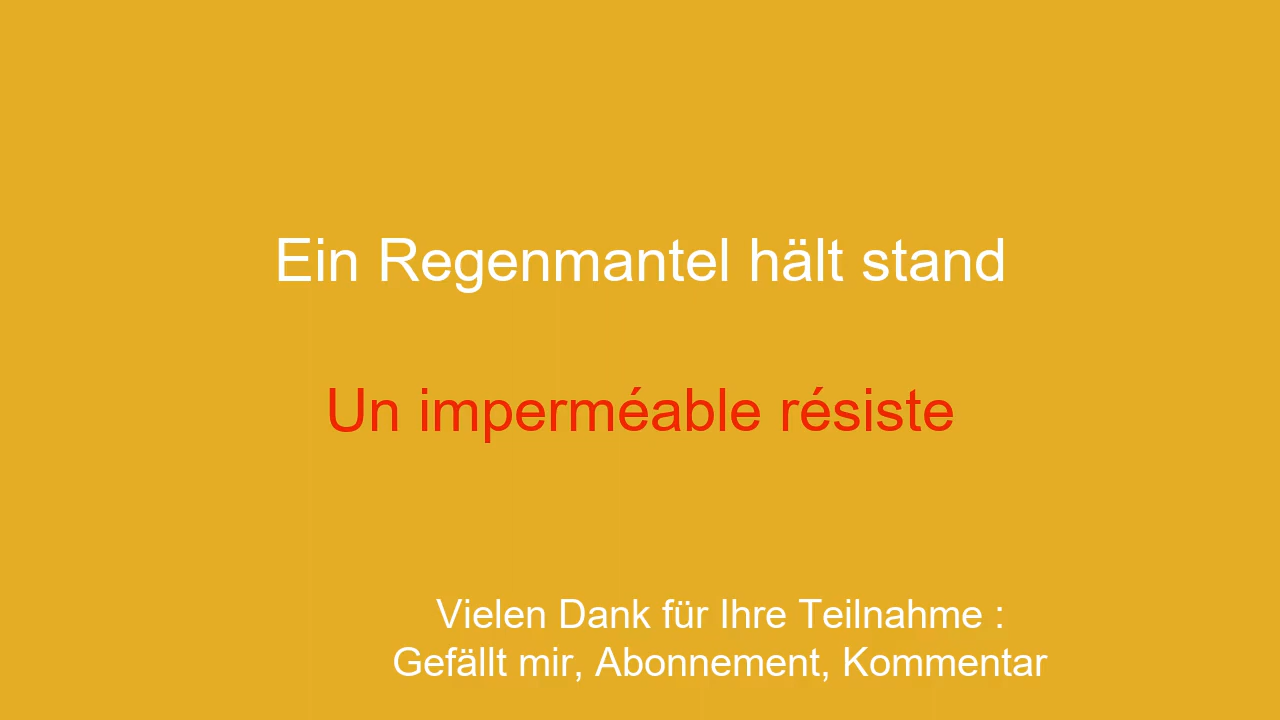 Ein Regenmantel hält stand
Un imperméable résiste
Vielen Dank für Ihre Teilnahme :
Gefällt mir, Abonnement, Kommentar